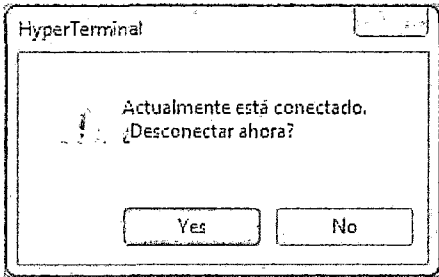 HyperTerminal
Actualmente está conectado.
¿Desconectar ahora?
Yes No